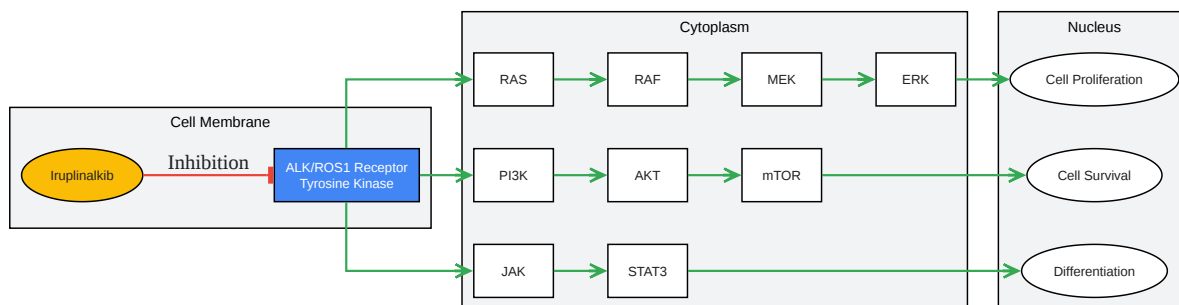 Cytoplasm
Nucleus
RAS
RAF
MEK
ERK
Cell Proliferation
Cell Membrane
Iruplinalkib
Inhibition
ALK/ROS1 Receptor
Tyrosine Kinase
PI3K
AKT
mTOR
Cell Survival
JAK
STAT3
Differentiation